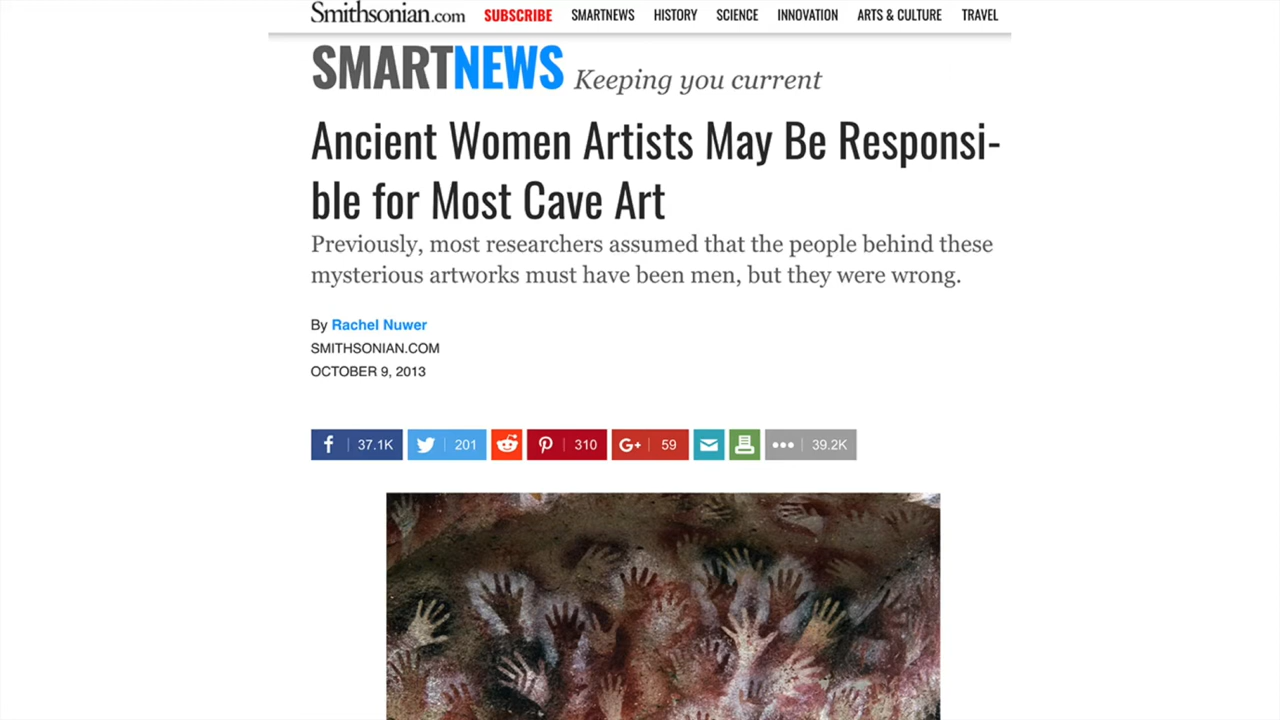 Smithsonian.com SUBSCRIBE SMARTNEWS HISTORY SCIENCE INNOVATION ARTS & CULTURE TRAVEL
SMARTNEWS Keeping you current
Ancient Women Artists May Be Responsi-
ble for Most Cave Art
Previously, most researchers assumed that the people behind these
mysterious artworks must have been men, but they were wrong.
By Rachel Nuwer
SMITHSONIAN.COM
OCTOBER 9, 2013
37.1K 201 310 G+ 59 39.2K